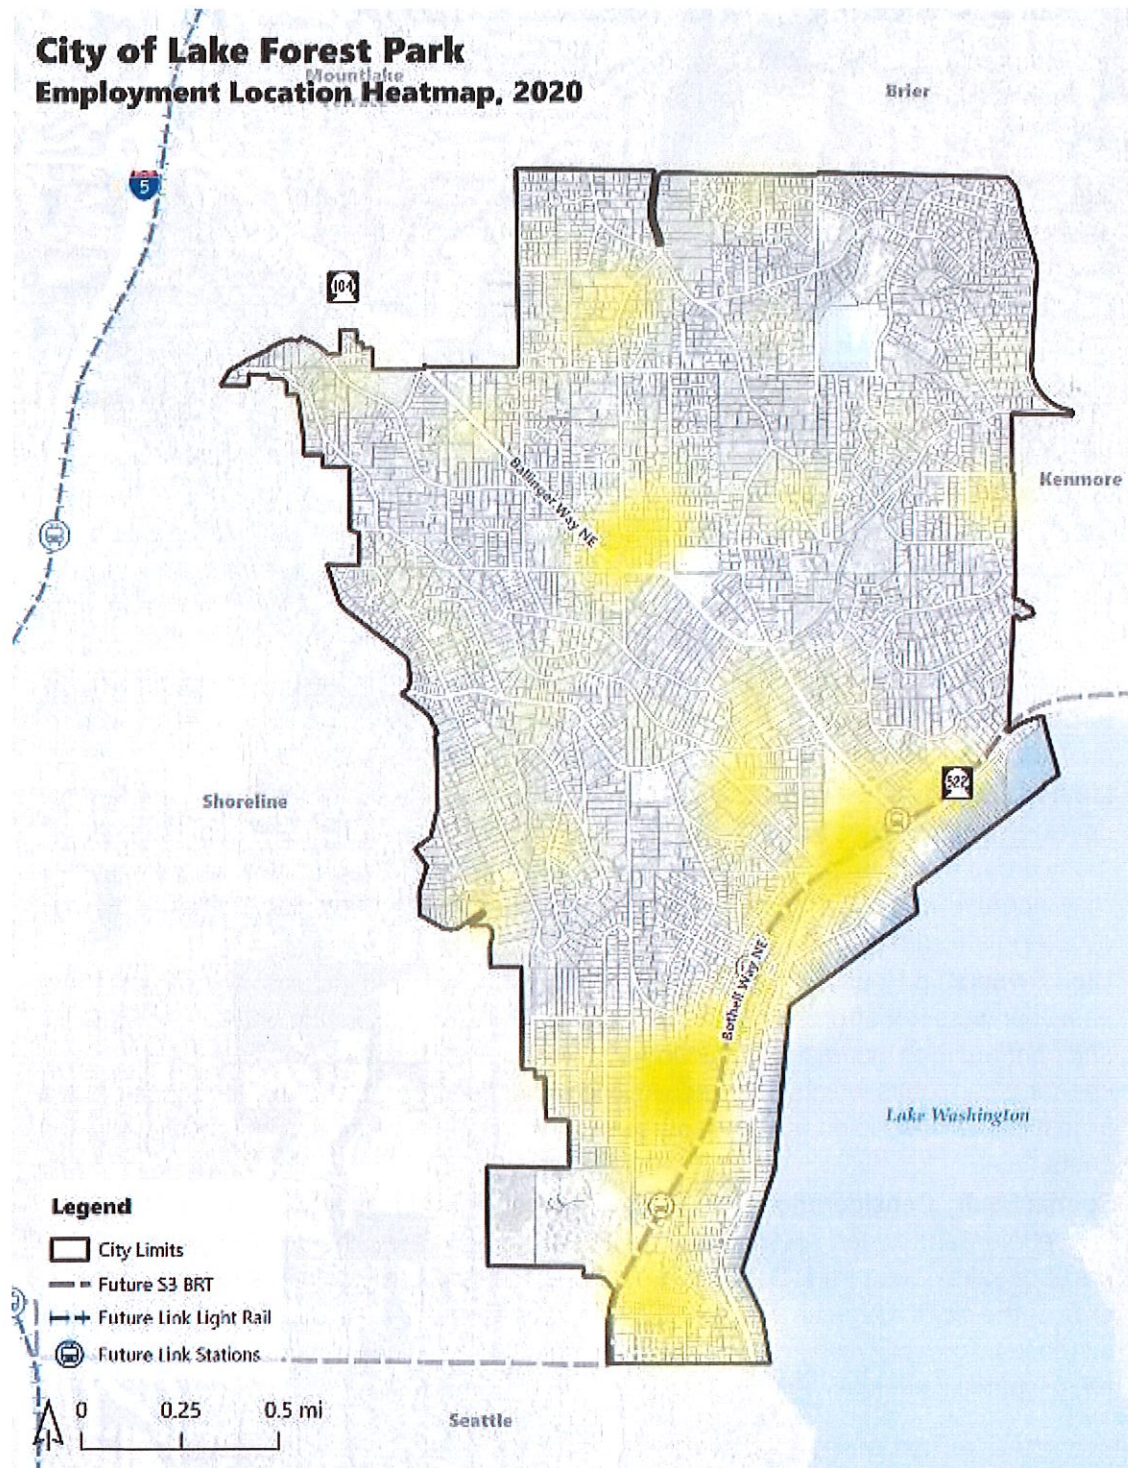 City of Lake Forest Park
Mountlake
Employment Location Heatmap, 2020
Brier
5
104
Ballinger Way NE
Kenmore
522
Shoreline
Bothell Way NE
Lake Washington
Legend
City Limits
Future S3 BRT
Future Link Light Rail
Future Link Stations
0 0.25 0.5 mi
Seattle